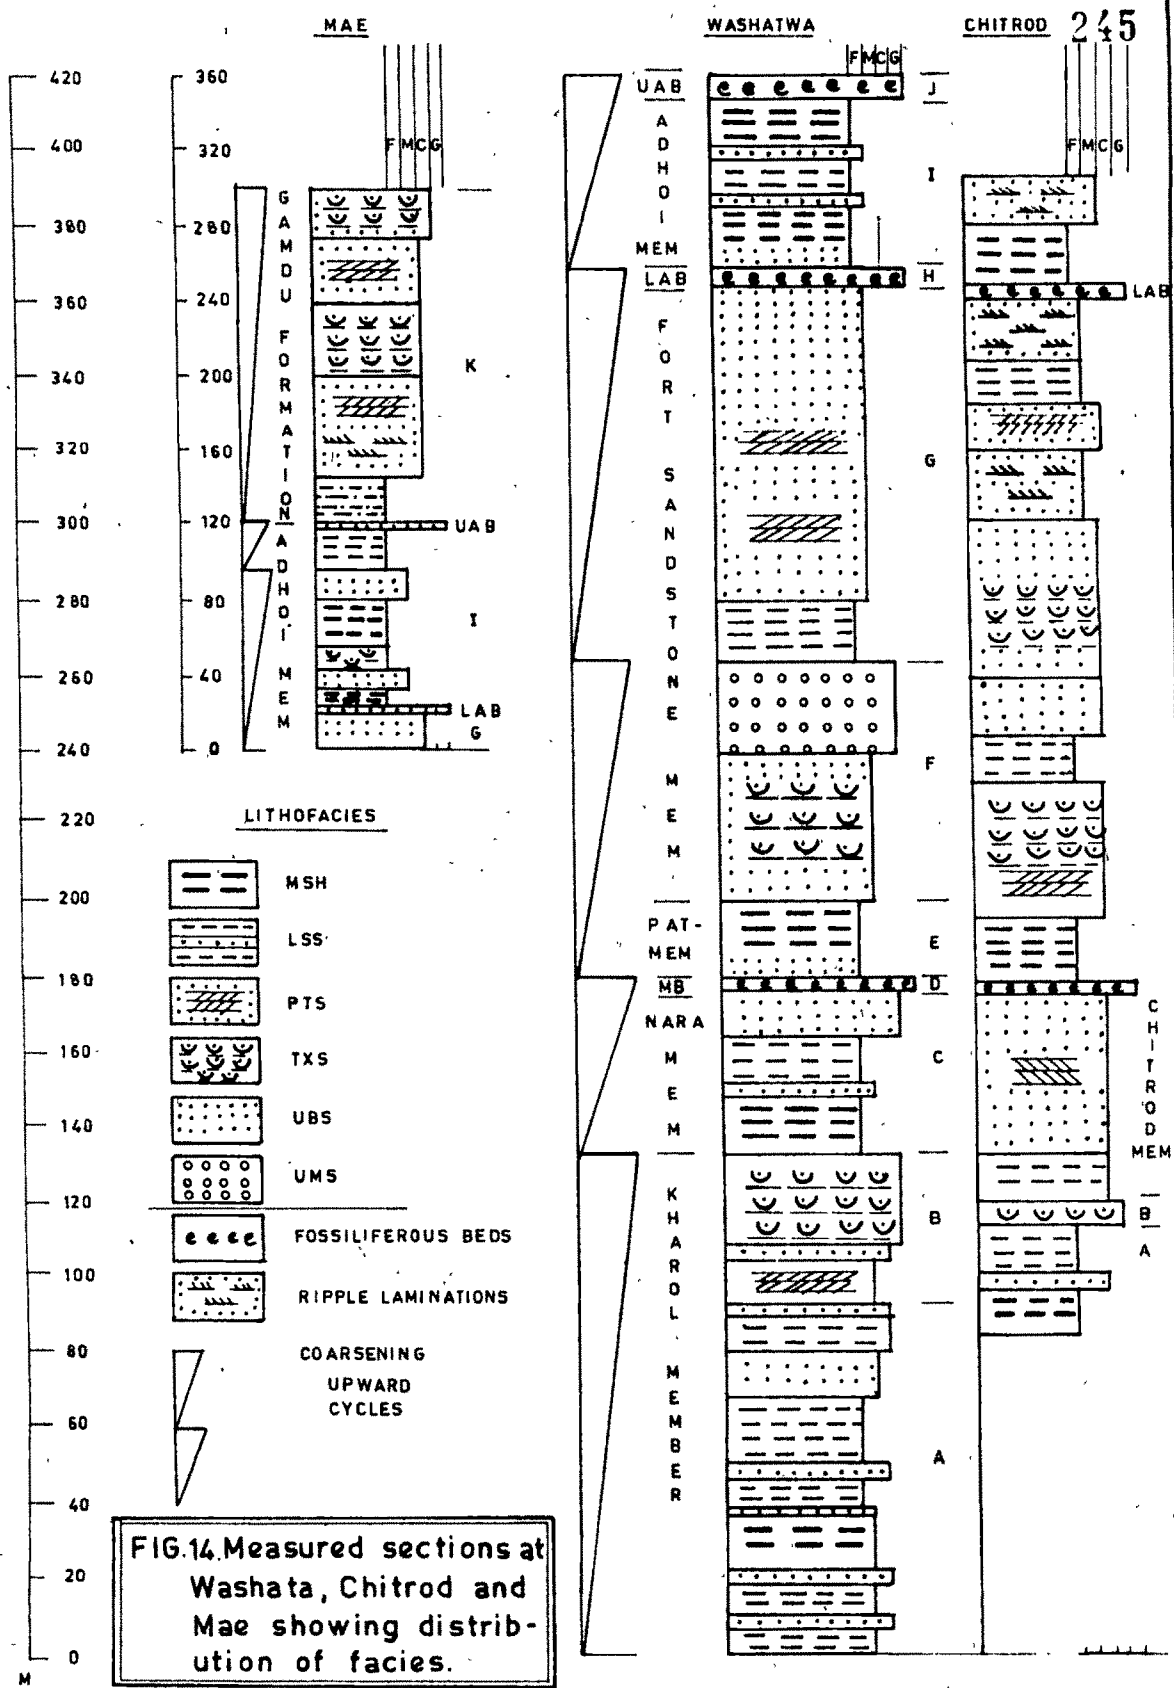 245
MAE
WASHATWA
CHITROD
F M C G
F M C G
F M C G
420
400
380
360
340
320
300
280
260
240
220
200
180
160
140
120
100
80
60
40
20
0
M
360
320
280
240
200
160
120
80
40
0
GAMDU FORMATION
ADHOI MEM
K
UAB
I
LAB
G
UAB
ADHOI
MEM
LAB
FORT SANDSTONE MEM
PAT-
MEM
MB
NARA
MEM
KHAROL MEMBER
J
I
H
G
F
E
D
C
B
A
LAB
CHITROD
MEM
B
A
LITHOFACIES
MSH
LSS
PTS
TXS
UBS
UMS
FOSSILIFEROUS BEDS
RIPPLE LAMINATIONS
COARSENING
UPWARD
CYCLES
FIG.14.Measured sections at
Washata, Chitrod and
Mae showing distrib-
ution of facies.